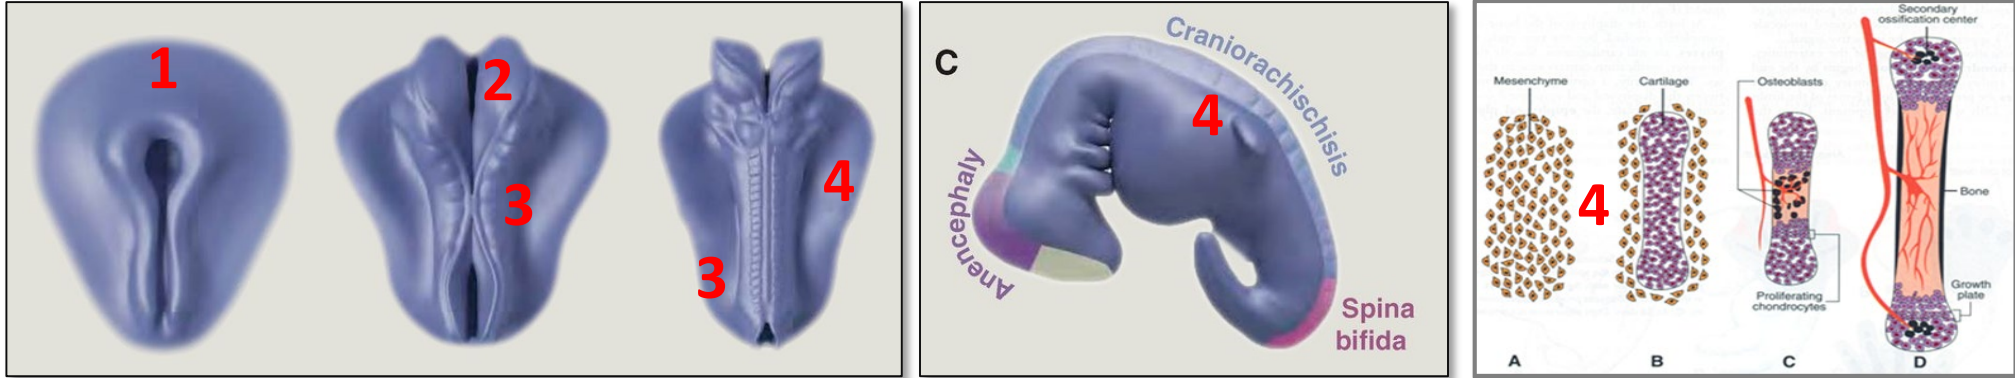 1
2
3
3
4
C
Craniorachischisis
4
Anencephaly
Spina
bifida
Secondary
ossification center
Mesenchyme
Cartilage
Osteoblasts
4
Bone
Proliferating
chondrocytes
Growth
plate
A
B
C
D